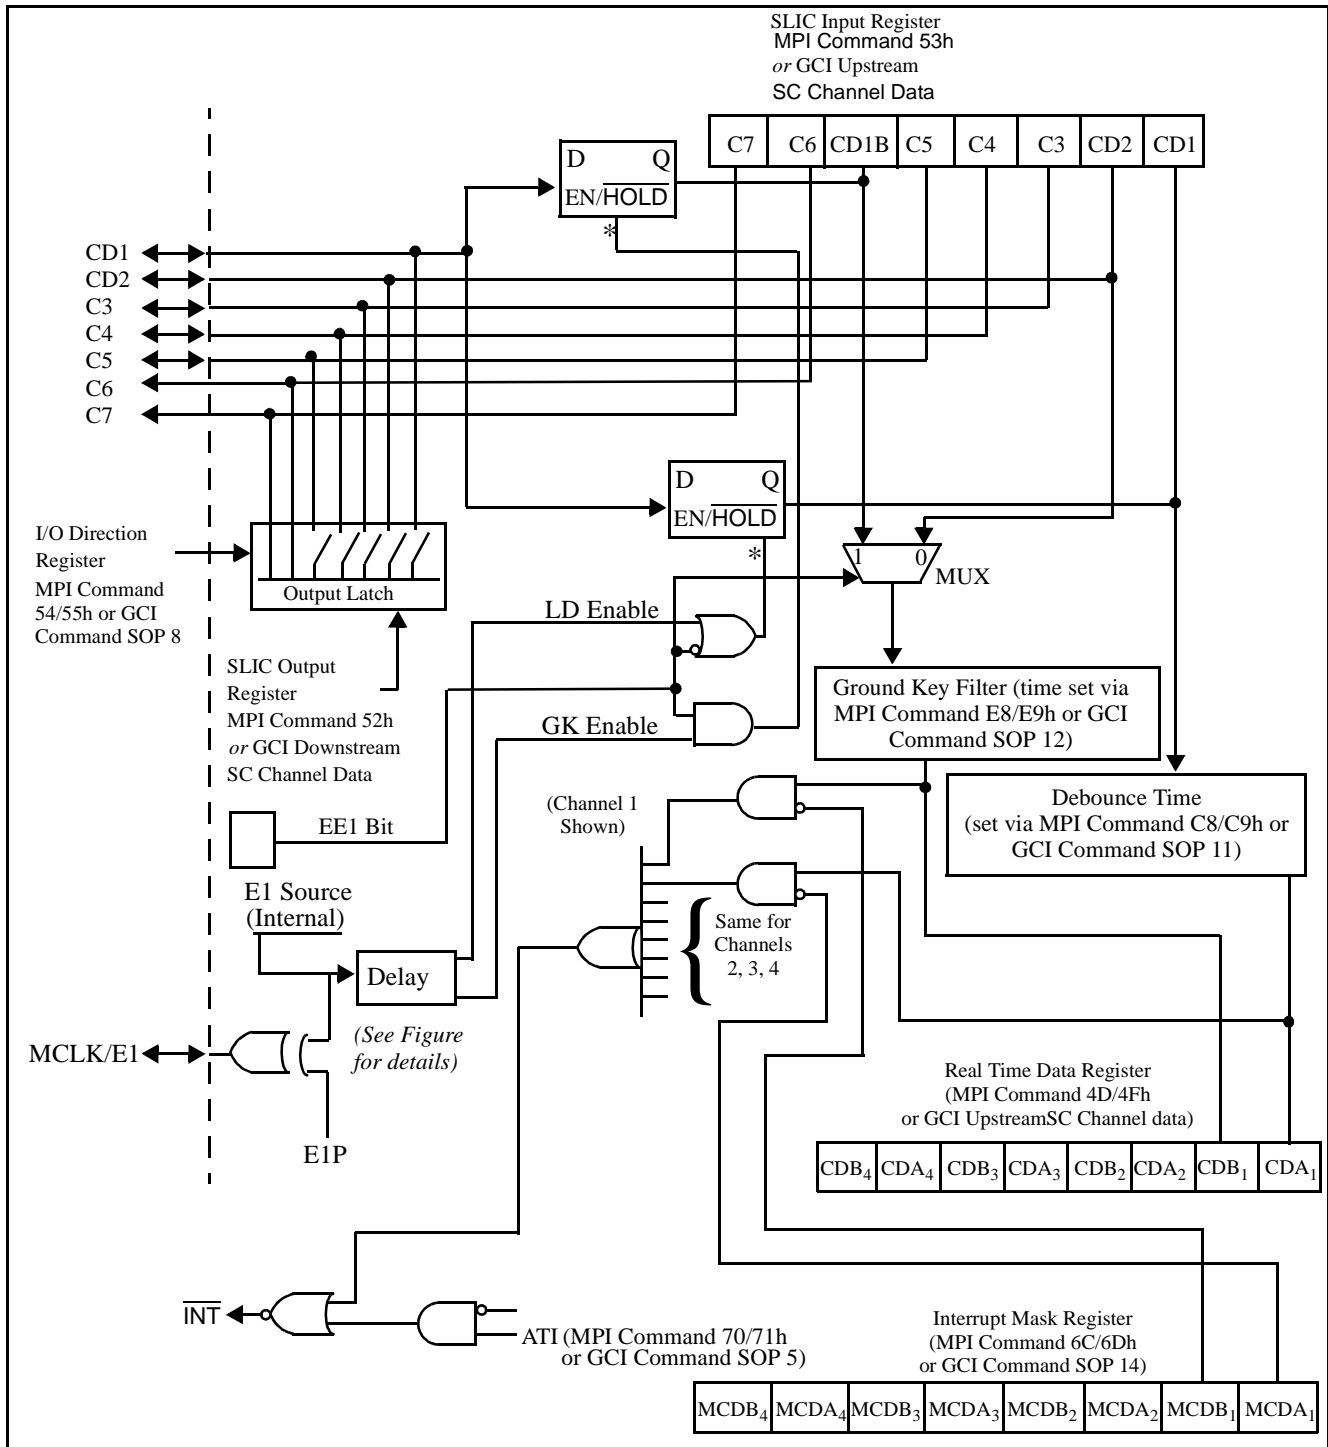 SLIC Input Register
MPI Command 53h
or GCI Upstream
SC Channel Data
C7 C6 CD1B C5 C4 C3 CD2 CD1
D Q
EN/HOLD
*
CD1
CD2
C3
C4
C5
C6
C7
D Q
EN/HOLD
*
I/O Direction
Register
MPI Command
54/55h or GCI
Command SOP 8
Output Latch
1 0
MUX
LD Enable
SLIC Output
Register
MPI Command 52h
or GCI Downstream
SC Channel Data
GK Enable
Ground Key Filter (time set via
MPI Command E8/E9h or GCI
Command SOP 12)
(Channel 1
Shown)
Debounce Time
(set via MPI Command C8/C9h or
GCI Command SOP 11)
EE1 Bit
E1 Source
(Internal)
Same for
Channels
2, 3, 4
Delay
(See Figure
for details)
MCLK/E1
E1P
Real Time Data Register
(MPI Command 4D/4Fh
or GCI UpstreamSC Channel data)
CDB4 CDA4 CDB3 CDA3 CDB2 CDA2 CDB1 CDA1
INT
ATI (MPI Command 70/71h
or GCI Command SOP 5)
Interrupt Mask Register
(MPI Command 6C/6Dh
or GCI Command SOP 14)
MCDB4 MCDA4 MCDB3 MCDA3 MCDB2 MCDA2 MCDB1 MCDA1